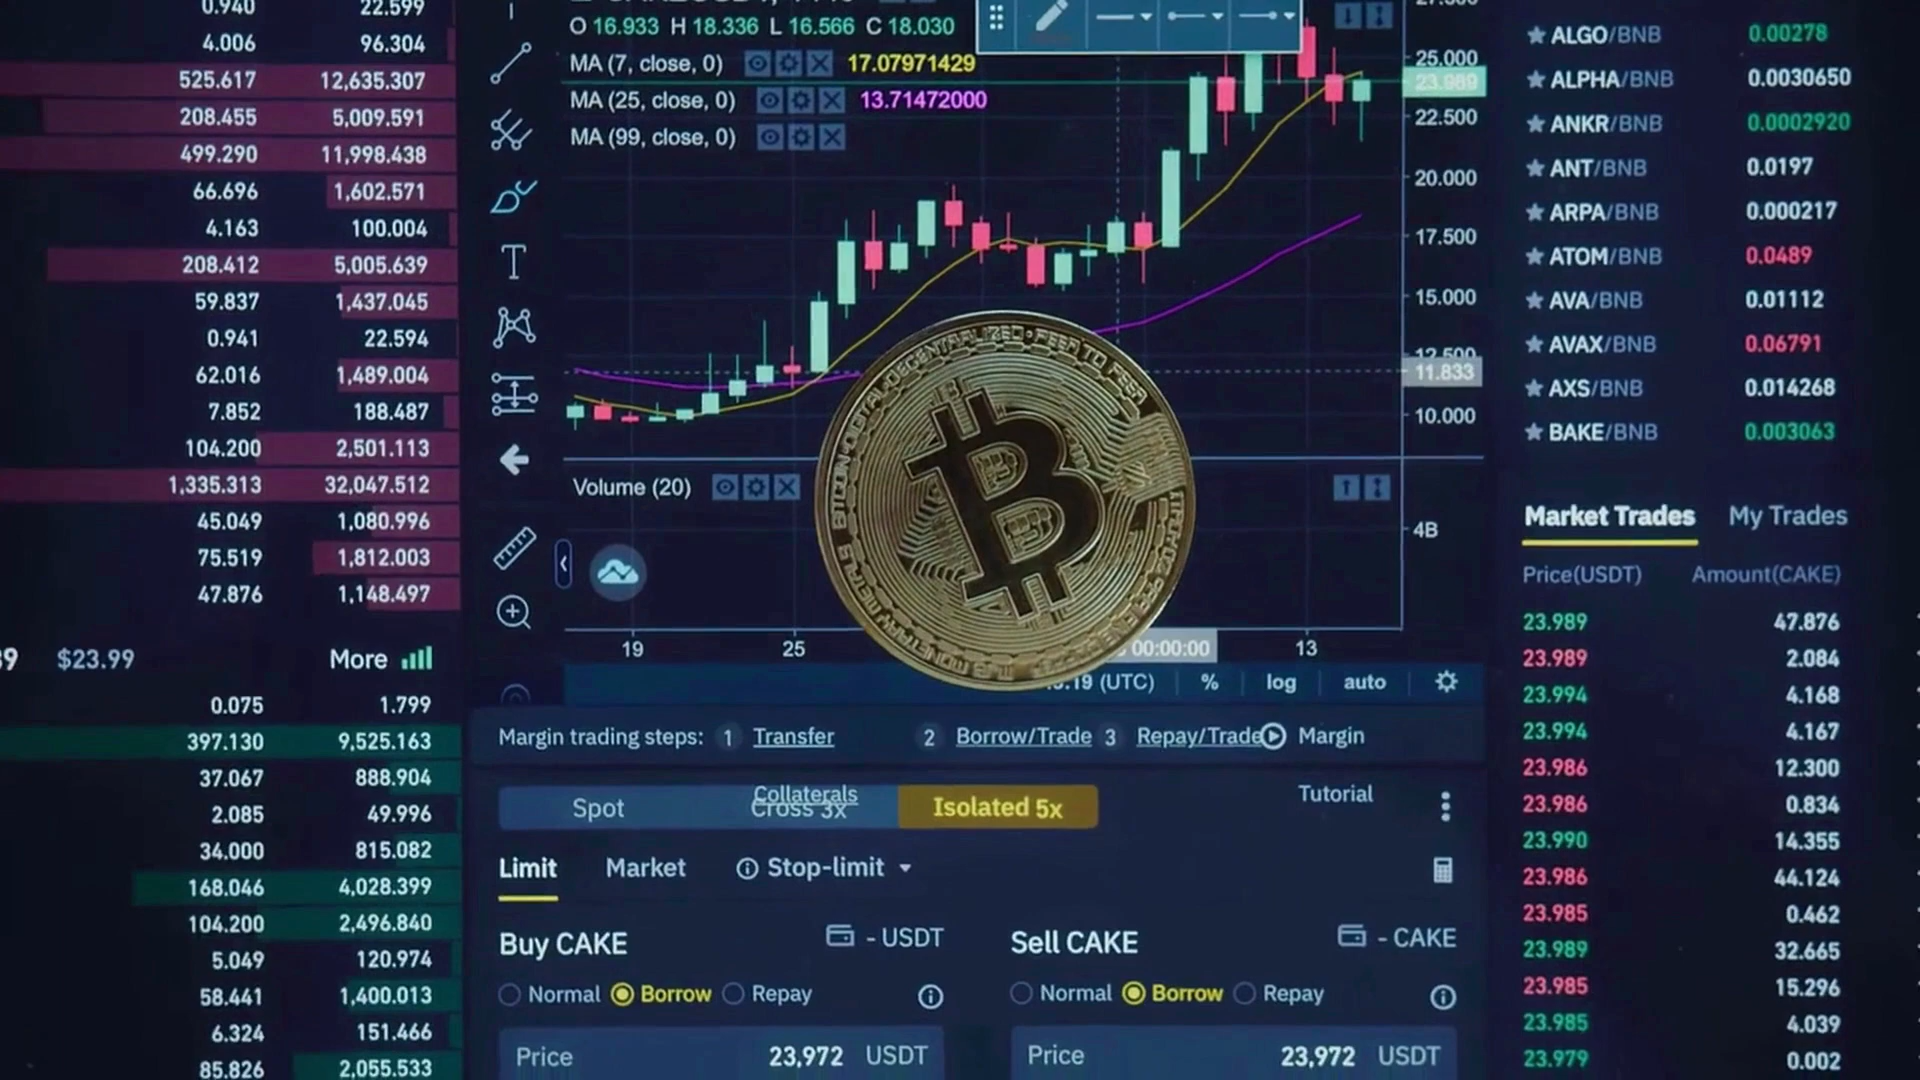 0.940 22.599
4.006 96.304
525.617 12,635.307
208.455 5,009.591
499.290 11,998.438
66.696 1,602.571
4.163 100.004
208.412 5,005.639
59.837 1,437.045
0.941 22.594
62.016 1,489.004
7.852 188.487
104.200 2,501.113
1,335.313 32,047.512
45.049 1,080.996
75.519 1,812.003
47.876 1,148.497
$23.99 More
0.075 1.799
397.130 9,525.163
37.067 888.904
2.085 49.996
34.000 815.082
168.046 4,028.399
104.200 2,496.840
5.049 120.974
58.441 1,400.013
6.324 151.466
85.826 2,055.533
O 16.933 H 18.336 L 16.566 C 18.030
MA (7, close, 0) 17.07971429
MA (25, close, 0) 13.71472000
MA (99, close, 0)
25.000
23.989
22.500
20.000
17.500
15.000
12.500
11.833
10.000
Volume (20)
4B
19 25 00:00:00 13
(UTC) % log auto
DECENTRALIZED • PEER TO PEER
BITCOIN
B
Margin trading steps: 1 Transfer 2 Borrow/Trade 3 Repay/Trade Margin
Collaterals Tutorial
Spot Cross 3x Isolated 5x
Limit Market Stop-limit
Buy CAKE - USDT
Normal Borrow Repay
Price 23,972 USDT
Sell CAKE - CAKE
Normal Borrow Repay
Price 23,972 USDT
ALGO/BNB 0.00278
ALPHA/BNB 0.0030650
ANKR/BNB 0.0002920
ANT/BNB 0.0197
ARPA/BNB 0.000217
ATOM/BNB 0.0489
AVA/BNB 0.01112
AVAX/BNB 0.06791
AXS/BNB 0.014268
BAKE/BNB 0.003063
Market Trades My Trades
Price(USDT) Amount(CAKE)
23.989 47.876
23.989 2.084
23.994 4.168
23.994 4.167
23.986 12.300
23.986 0.834
23.990 14.355
23.986 44.124
23.985 0.462
23.989 32.665
23.985 15.296
23.985 4.039
23.979 0.002